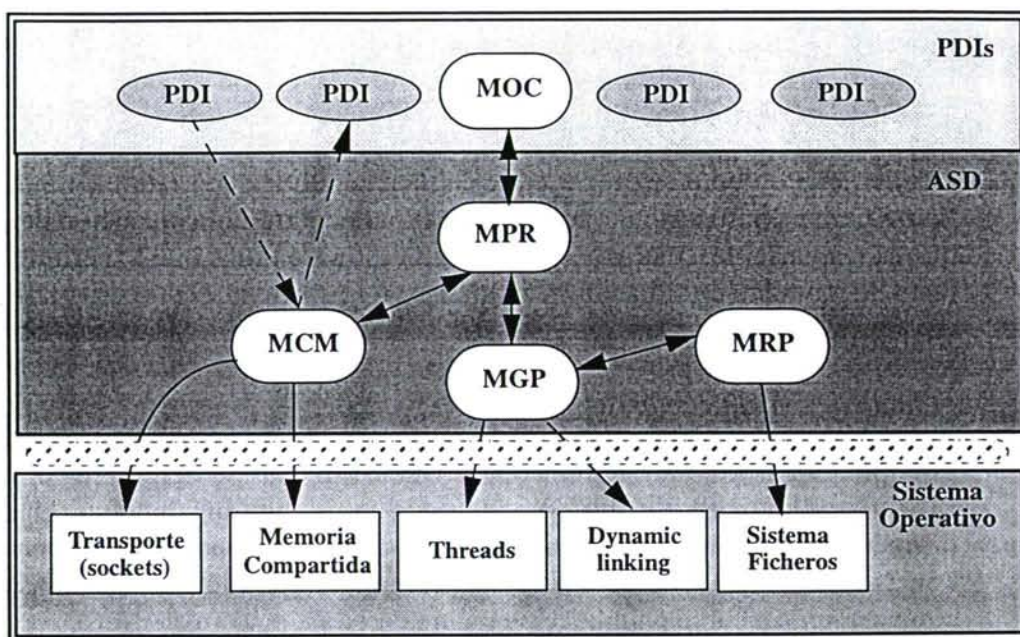 PDIs
PDI
PDI
MOC
PDI
PDI
ASD
MPR
MCM
MGP
MRP
Sistema
Operativo
Transporte
(sockets)
Memoria
Compartida
Threads
Dynamic
linking
Sistema
Ficheros